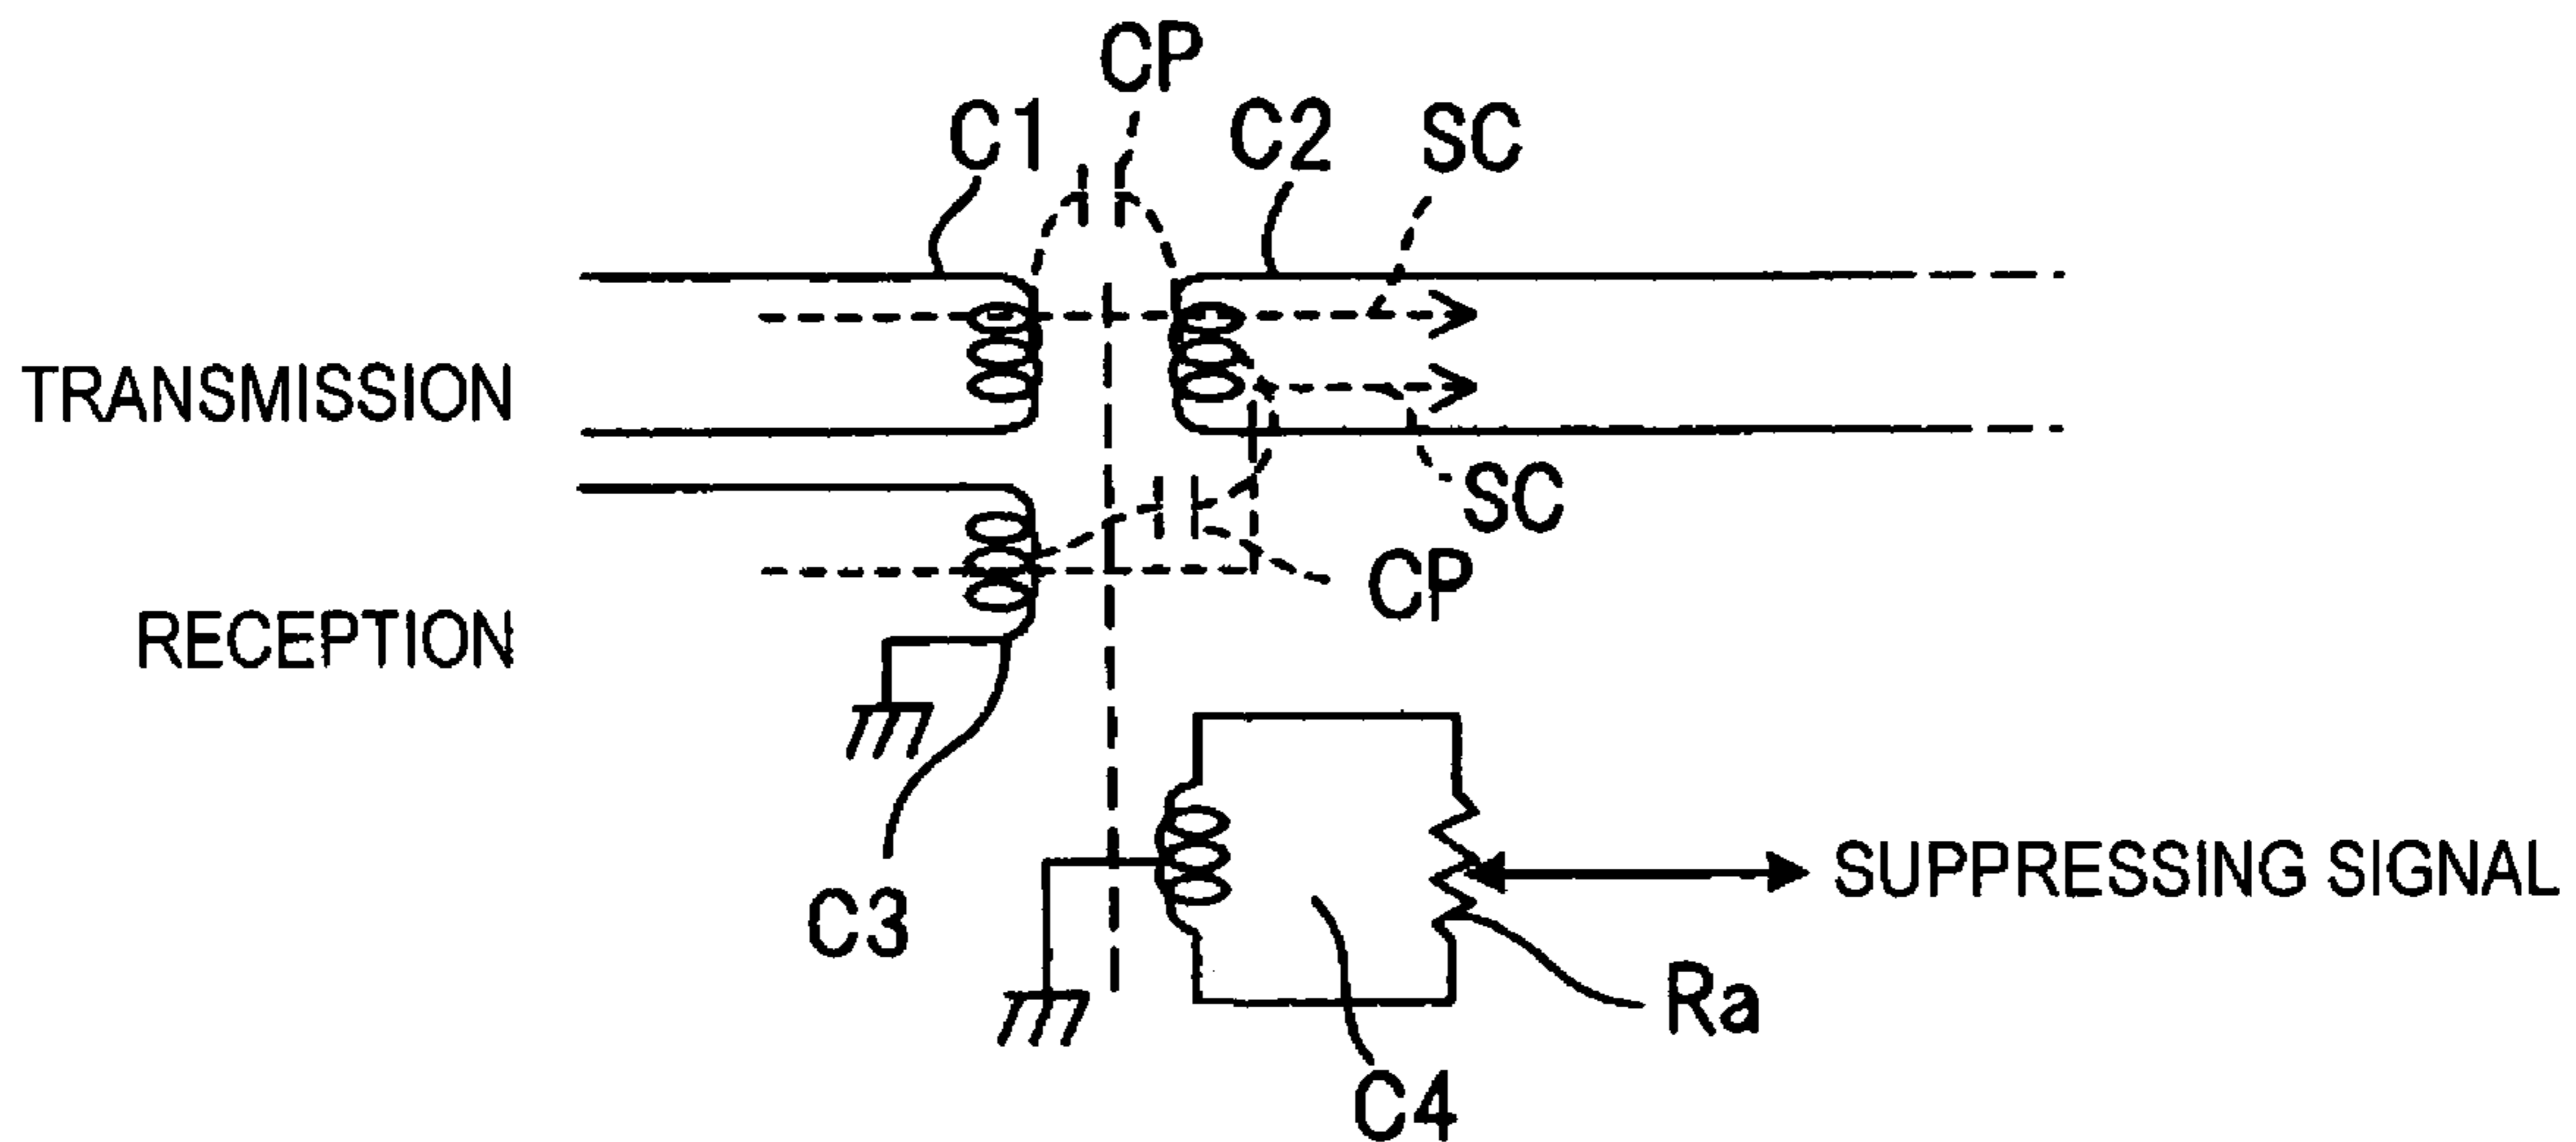 CP
C1
C2
SC
TRANSMISSION
SC
CP
RECEPTION
C3
SUPPRESSING SIGNAL
Ra
C4